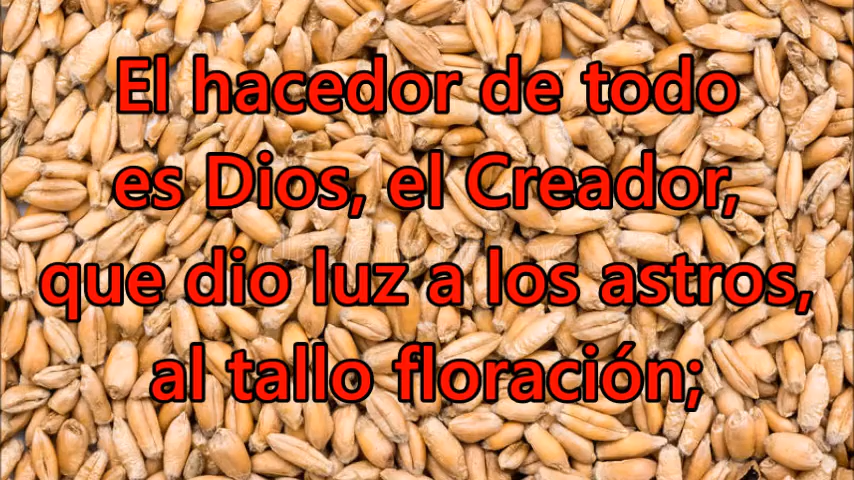 El hacedor de todo
es Dios, el Creador,
que dio luz a los astros,
al tallo floración;